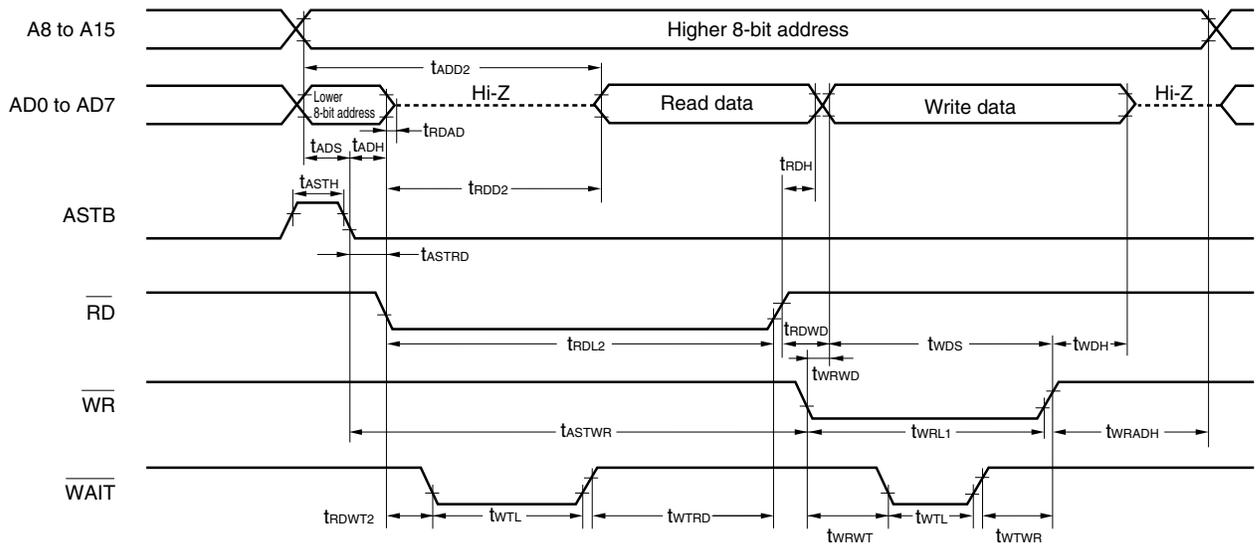 A8 to A15
Higher 8-bit address
tADD2
AD0 to AD7
Lower
8-bit address
Hi-Z
Read data
Write data
Hi-Z
tRDAD
tADS
tADH
tRDH
tASTH
tRDD2
ASTB
tASTRD
RD
tRDWD
tRDL2
tWDS
tWDH
tWRWD
WR
tASTWR
tWRL1
tWRADH
WAIT
tRDWT2
tWTL
tWTRD
tWRWT
tWTL
tWTWR